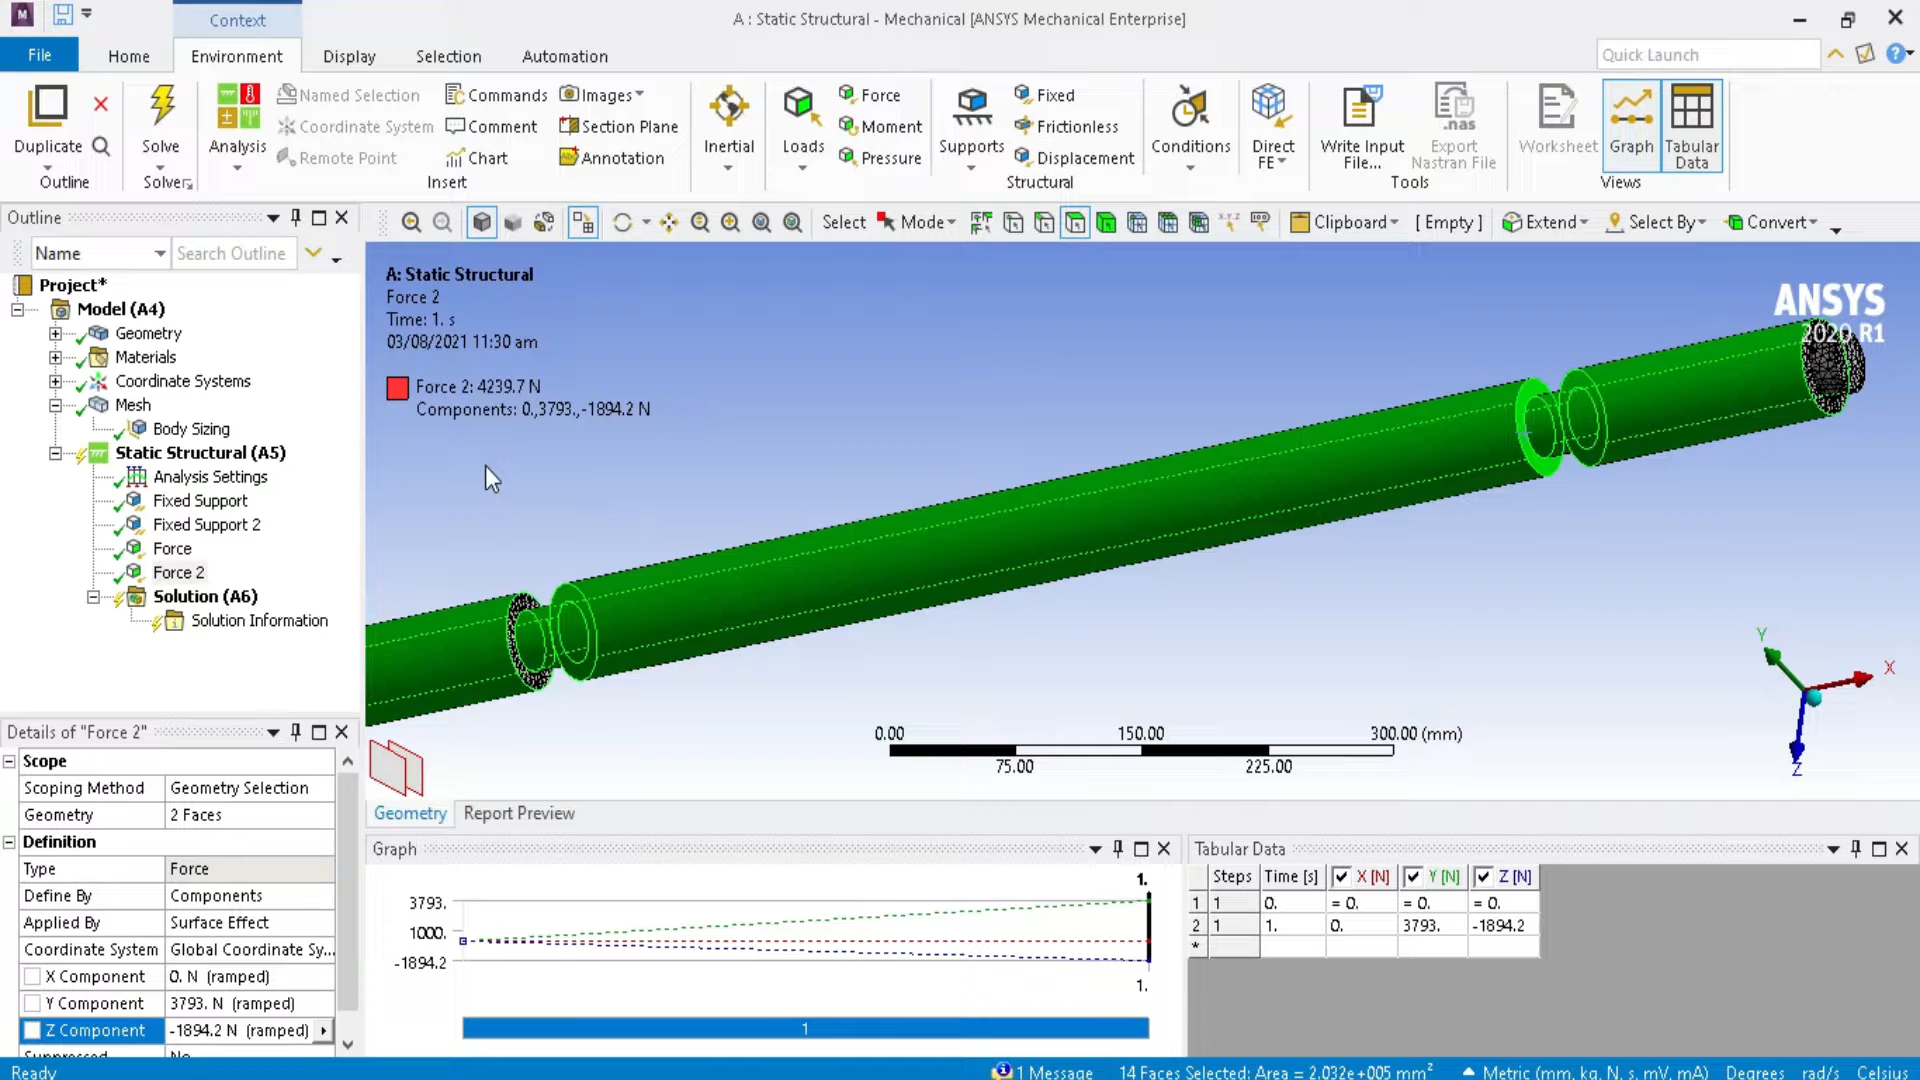 Context
A : Static Structural - Mechanical [ANSYS Mechanical Enterprise]
File
Home
Environment
Display
Selection
Automation
Quick Launch
Duplicate
Outline
Solve
Solver
Analysis
Named Selection
Coordinate System
Remote Point
Commands
Comment
Chart
Images
Section Plane
Annotation
Insert
Inertial
Loads
Force
Moment
Pressure
Supports
Fixed
Frictionless
Displacement
Structural
Conditions
Direct
FE
Write Input
File...
.nas
Export
Nastran File
Tools
Worksheet
Graph
Tabular
Data
Views
Outline
Name
Search Outline
Select
Mode
Clipboard
[ Empty ]
Extend
Select By
Convert
Project*
Model (A4)
Geometry
Materials
Coordinate Systems
Mesh
Body Sizing
Static Structural (A5)
Analysis Settings
Fixed Support
Fixed Support 2
Force
Force 2
Solution (A6)
Solution Information
A: Static Structural
Force 2
Time: 1. s
03/08/2021 11:30 am
Force 2: 4239.7 N
Components: 0.,3793.,-1894.2 N
ANSYS
2020 R1
Y
X
Z
0.00
150.00
300.00 (mm)
75.00
225.00
Details of "Force 2"
Scope
Scoping Method
Geometry Selection
Geometry
2 Faces
Definition
Type
Force
Define By
Components
Applied By
Surface Effect
Coordinate System
Global Coordinate Sy...
X Component
0. N (ramped)
Y Component
3793. N (ramped)
Z Component
-1894.2 N (ramped)
Suppressed
No
Geometry
Report Preview
Graph
1.
3793.
1000.
-1894.2
1.
1
Tabular Data
Steps
Time [s]
X [N]
Y [N]
Z [N]
1 1 0. = 0. = 0. = 0.
2 1 1. 0. 3793. -1894.2
*
Ready
1 Message
14 Faces Selected: Area = 2.032e+005 mm²
Metric (mm, kg, N, s, mV, mA)
Degrees
rad/s
Celsius